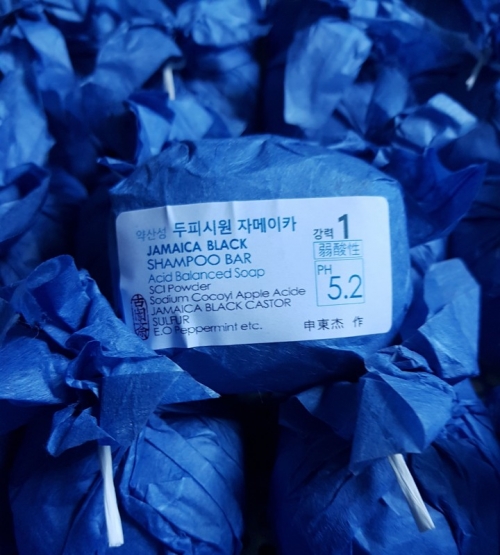 약산성 두피시원 자메이카
강력 1
JAMAICA BLACK
SHAMPOO BAR
弱酸性
Acid Balanced Soap
PH
5.2
SCI Powder
Sodium Cocoyl Apple Acide
JAMAICA BLACK CASTOR
SULFUR
E.O Peppermint etc.
申東杰 作